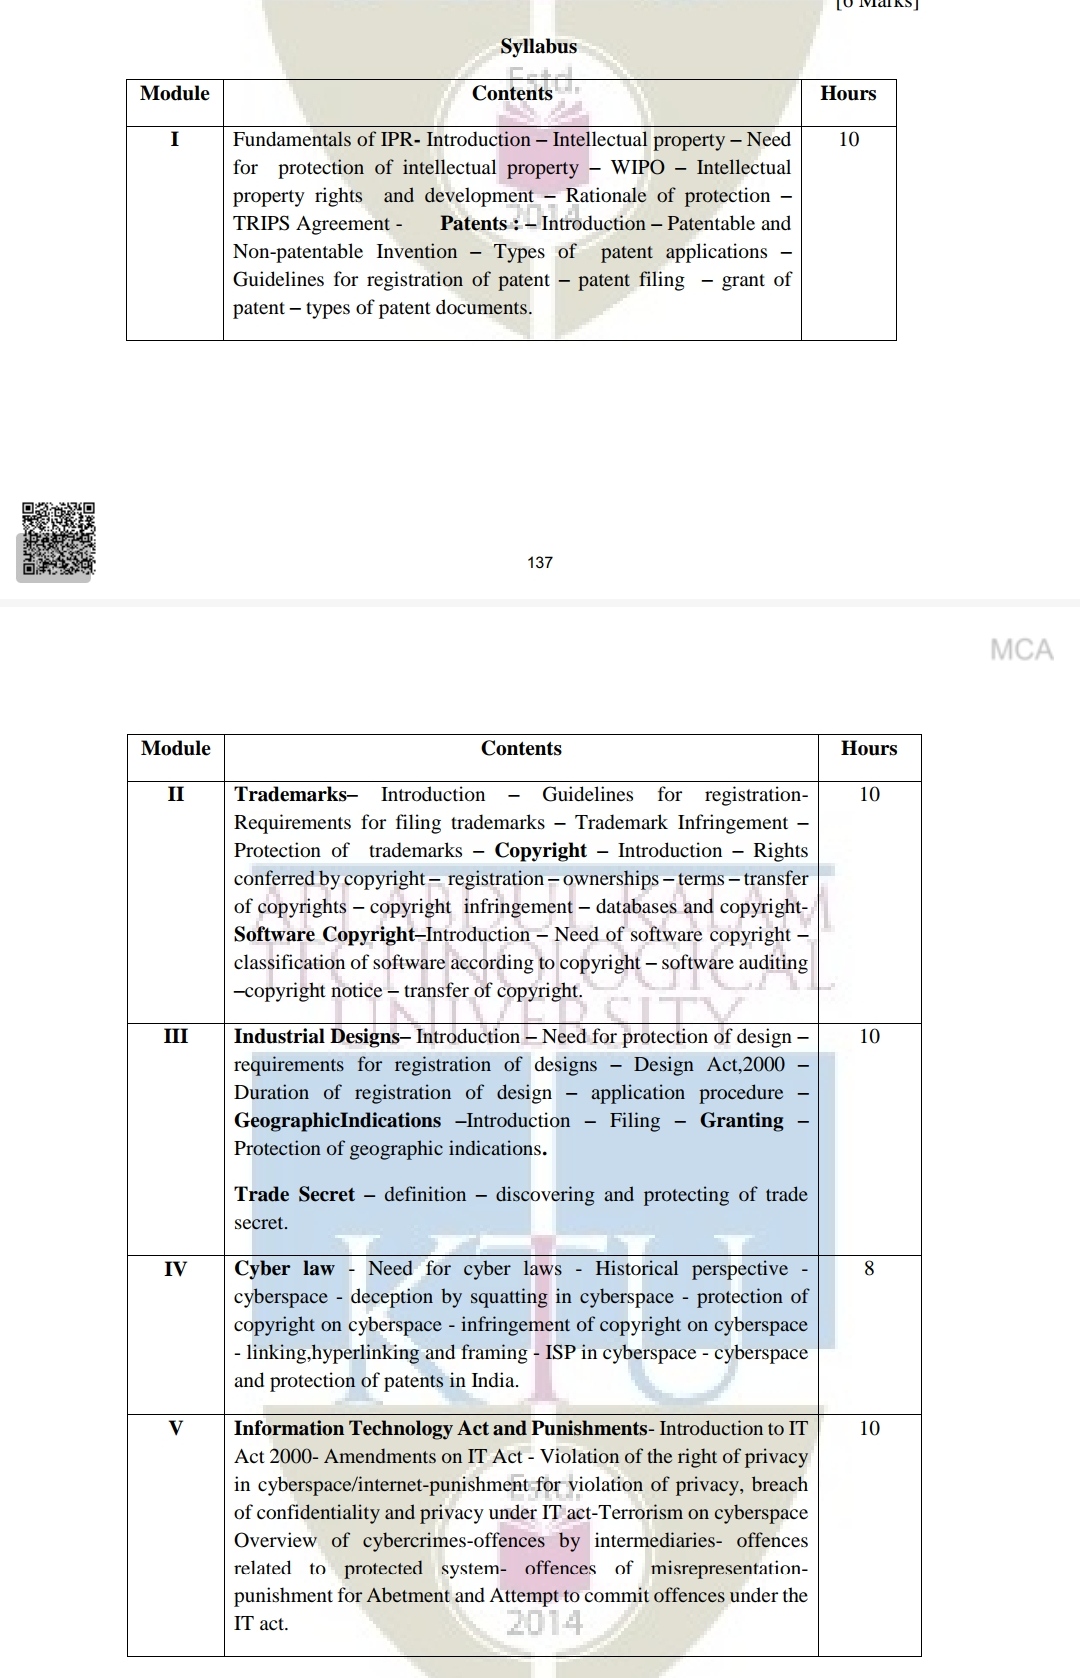 [6 Marks]
Syllabus
Module Contents Hours
I Fundamentals of IPR- Introduction – Intellectual property – Need 10
for protection of intellectual property – WIPO – Intellectual
property rights and development – Rationale of protection –
TRIPS Agreement - Patents : – Introduction – Patentable and
Non-patentable Invention – Types of patent applications –
Guidelines for registration of patent – patent filing – grant of
patent – types of patent documents.
Estd.
2014
137
MCA
Module Contents Hours
II Trademarks– Introduction – Guidelines for registration- 10
Requirements for filing trademarks – Trademark Infringement –
Protection of trademarks – Copyright – Introduction – Rights
conferred by copyright – registration – ownerships – terms – transfer
of copyrights – copyright infringement – databases and copyright-
Software Copyright–Introduction – Need of software copyright –
classification of software according to copyright – software auditing
–copyright notice – transfer of copyright.
III Industrial Designs– Introduction – Need for protection of design – 10
requirements for registration of designs – Design Act,2000 –
Duration of registration of design – application procedure –
GeographicIndications –Introduction – Filing – Granting –
Protection of geographic indications.
Trade Secret – definition – discovering and protecting of trade
secret.
IV Cyber law - Need for cyber laws - Historical perspective - 8
cyberspace - deception by squatting in cyberspace - protection of
copyright on cyberspace - infringement of copyright on cyberspace
- linking,hyperlinking and framing - ISP in cyberspace - cyberspace
and protection of patents in India.
V Information Technology Act and Punishments- Introduction to IT 10
Act 2000- Amendments on IT Act - Violation of the right of privacy
in cyberspace/internet-punishment for violation of privacy, breach
of confidentiality and privacy under IT act-Terrorism on cyberspace
Overview of cybercrimes-offences by intermediaries- offences
related to protected system- offences of misrepresentation-
punishment for Abetment and Attempt to commit offences under the
IT act.
API ABDUL KALAM
TECHNOLOGICAL
UNIVERSITY
KTU
Estd.
2014